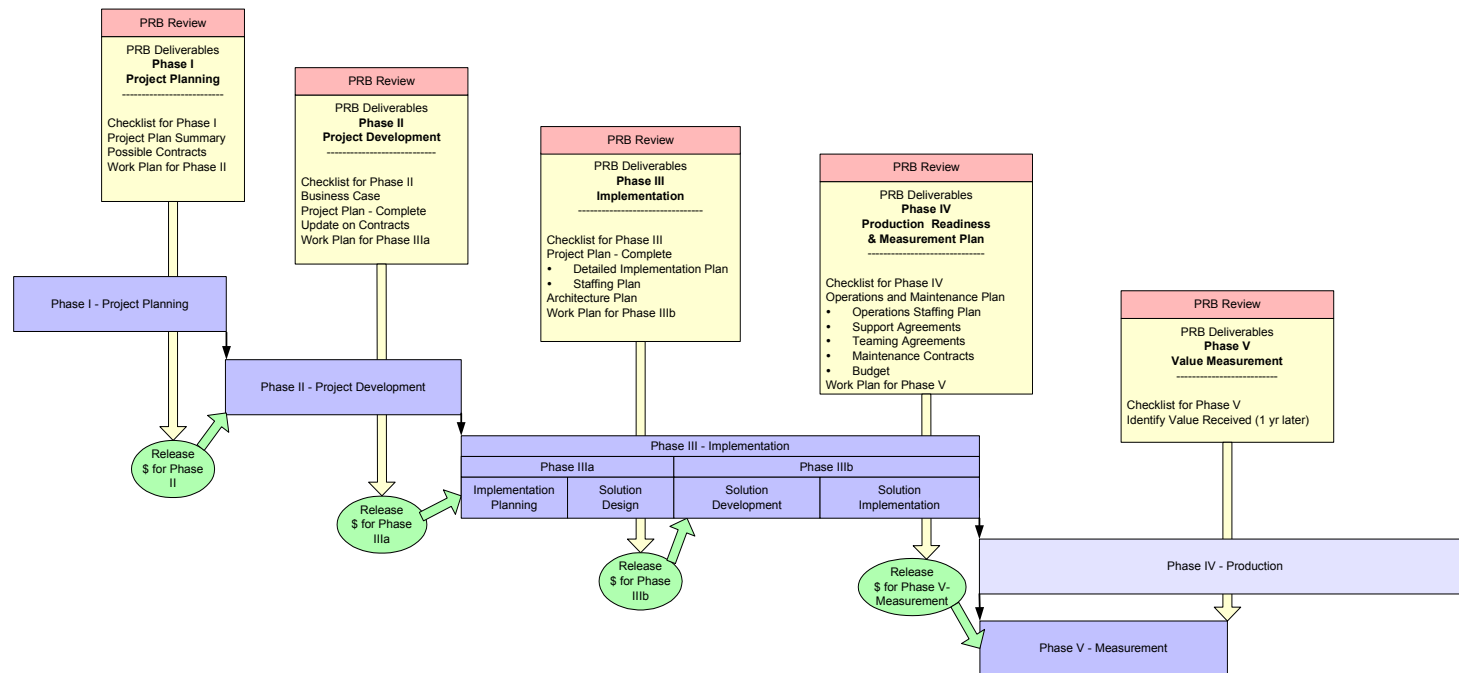 PRB Review
PRB Deliverables
Phase I
Project Planning
--------------------------
Checklist for Phase I
Project Plan Summary
Possible Contracts
Work Plan for Phase II
PRB Review
PRB Deliverables
Phase II
Project Development
----------------------------
Checklist for Phase II
Business Case
Project Plan - Complete
Update on Contracts
Work Plan for Phase IIIa
PRB Review
PRB Deliverables
Phase III
Implementation
--------------------------------
Checklist for Phase III
Project Plan - Complete
• Detailed Implementation Plan
• Staffing Plan
Architecture Plan
Work Plan for Phase IIIb
PRB Review
PRB Deliverables
Phase IV
Production Readiness
& Measurement Plan
------------------------------
Checklist for Phase IV
Operations and Maintenance Plan
• Operations Staffing Plan
• Support Agreements
• Teaming Agreements
• Maintenance Contracts
• Budget
Work Plan for Phase V
PRB Review
PRB Deliverables
Phase V
Value Measurement
--------------------------
Checklist for Phase V
Identify Value Received (1 yr later)
Phase I - Project Planning
Phase II - Project Development
Release
$ for Phase
II
Phase III - Implementation
Phase IIIa
Phase IIIb
Implementation
Planning
Solution
Design
Solution
Development
Solution
Implementation
Release
$ for Phase
IIIa
Release
$ for Phase
IIIb
Release
$ for Phase V-
Measurement
Phase IV - Production
Phase V - Measurement